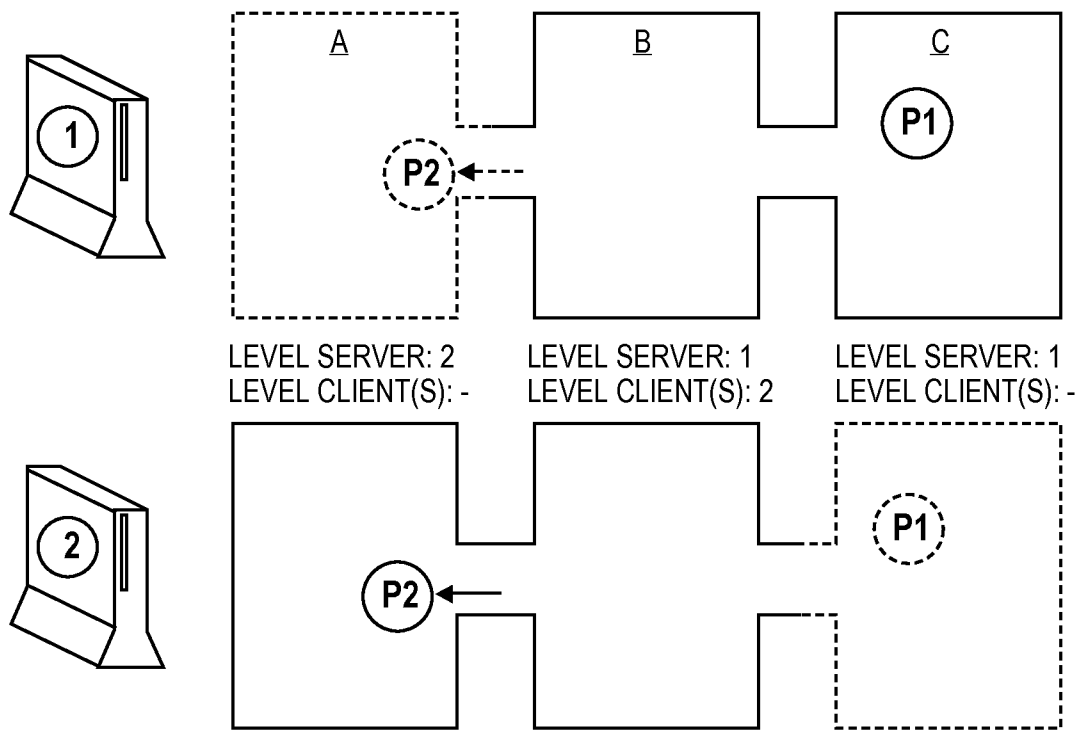 A B C
1
P1
P2
LEVEL SERVER: 2 LEVEL SERVER: 1 LEVEL SERVER: 1
LEVEL CLIENT(S): - LEVEL CLIENT(S): 2 LEVEL CLIENT(S): -
P1
2
P2